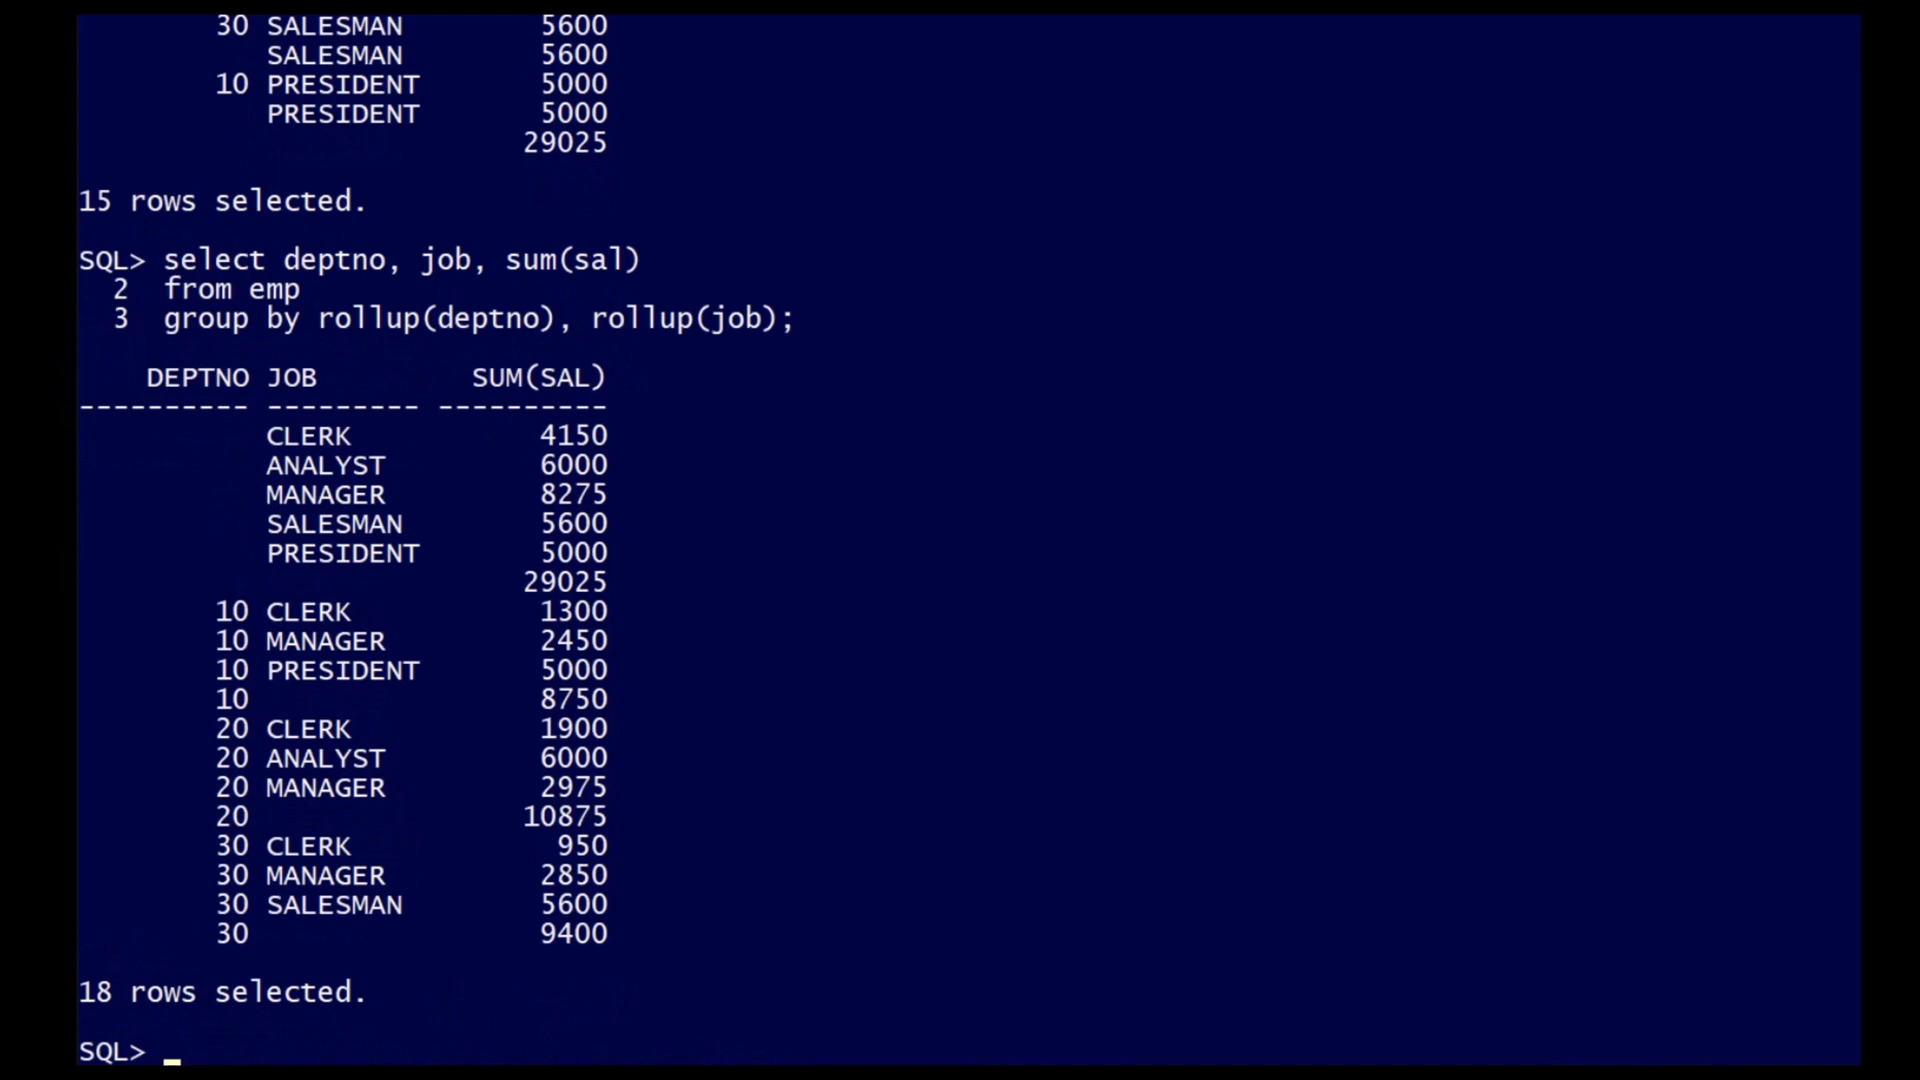 30 SALESMAN 5600
SALESMAN 5600
10 PRESIDENT 5000
PRESIDENT 5000
29025
15 rows selected.
SQL> select deptno, job, sum(sal)
2 from emp
3 group by rollup(deptno), rollup(job);
DEPTNO JOB SUM(SAL)
---------- --------- ----------
CLERK 4150
ANALYST 6000
MANAGER 8275
SALESMAN 5600
PRESIDENT 5000
29025
10 CLERK 1300
10 MANAGER 2450
10 PRESIDENT 5000
10 8750
20 CLERK 1900
20 ANALYST 6000
20 MANAGER 2975
20 10875
30 CLERK 950
30 MANAGER 2850
30 SALESMAN 5600
30 9400
18 rows selected.
SQL> _